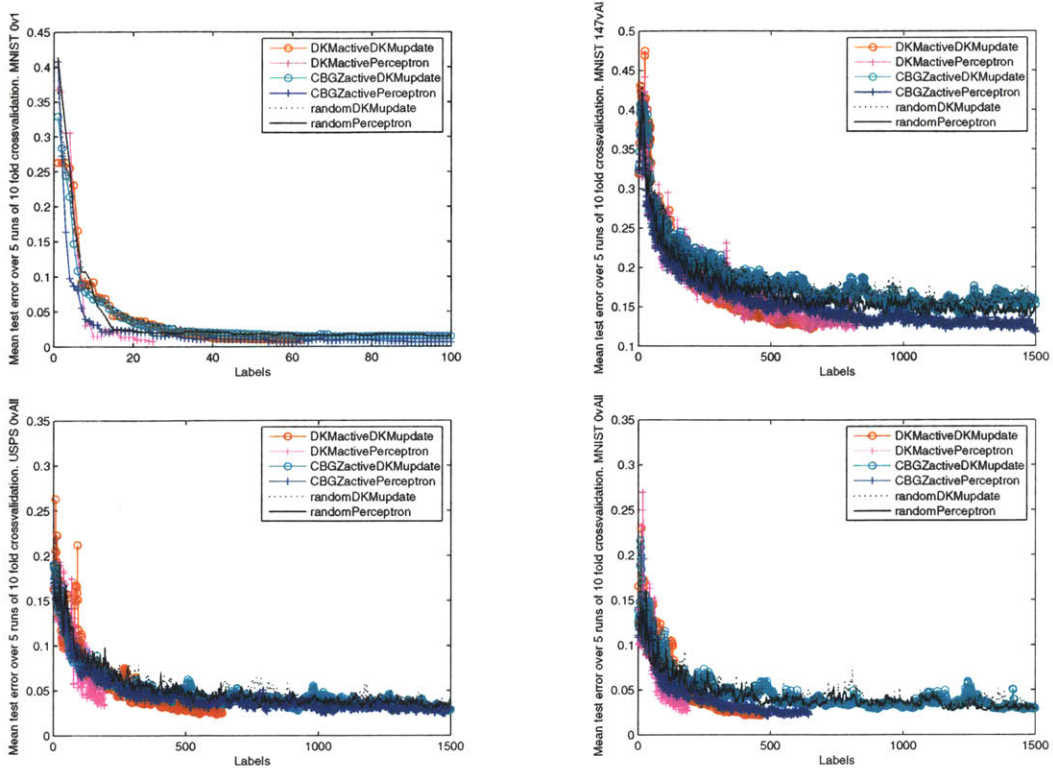 Mean test error over 5 runs of 10 fold crossvalidation. MNIST 0v1
0.45
0.4
0.35
0.3
0.25
0.2
0.15
0.1
0.05
0
0 20 40 60 80 100
Labels
DKMactiveDKMupdate
DKMactivePerceptron
CBGZactiveDKMupdate
CBGZactivePerceptron
randomDKMupdate
randomPerceptron
Mean test error over 5 runs of 10 fold crossvalidation. MNIST 147vAll
0.5
0.45
0.4
0.35
0.3
0.25
0.2
0.15
0.1
0 500 1000 1500
Labels
DKMactiveDKMupdate
DKMactivePerceptron
CBGZactiveDKMupdate
CBGZactivePerceptron
randomDKMupdate
randomPerceptron
Mean test error over 5 runs of 10 fold crossvalidation. USPS 0vAll
0.35
0.3
0.25
0.2
0.15
0.1
0.05
0
0 500 1000 1500
Labels
DKMactiveDKMupdate
DKMactivePerceptron
CBGZactiveDKMupdate
CBGZactivePerceptron
randomDKMupdate
randomPerceptron
Mean test error over 5 runs of 10 fold crossvalidation. MNIST 0vAll
0.35
0.3
0.25
0.2
0.15
0.1
0.05
0
0 500 1000 1500
Labels
DKMactiveDKMupdate
DKMactivePerceptron
CBGZactiveDKMupdate
CBGZactivePerceptron
randomDKMupdate
randomPerceptron